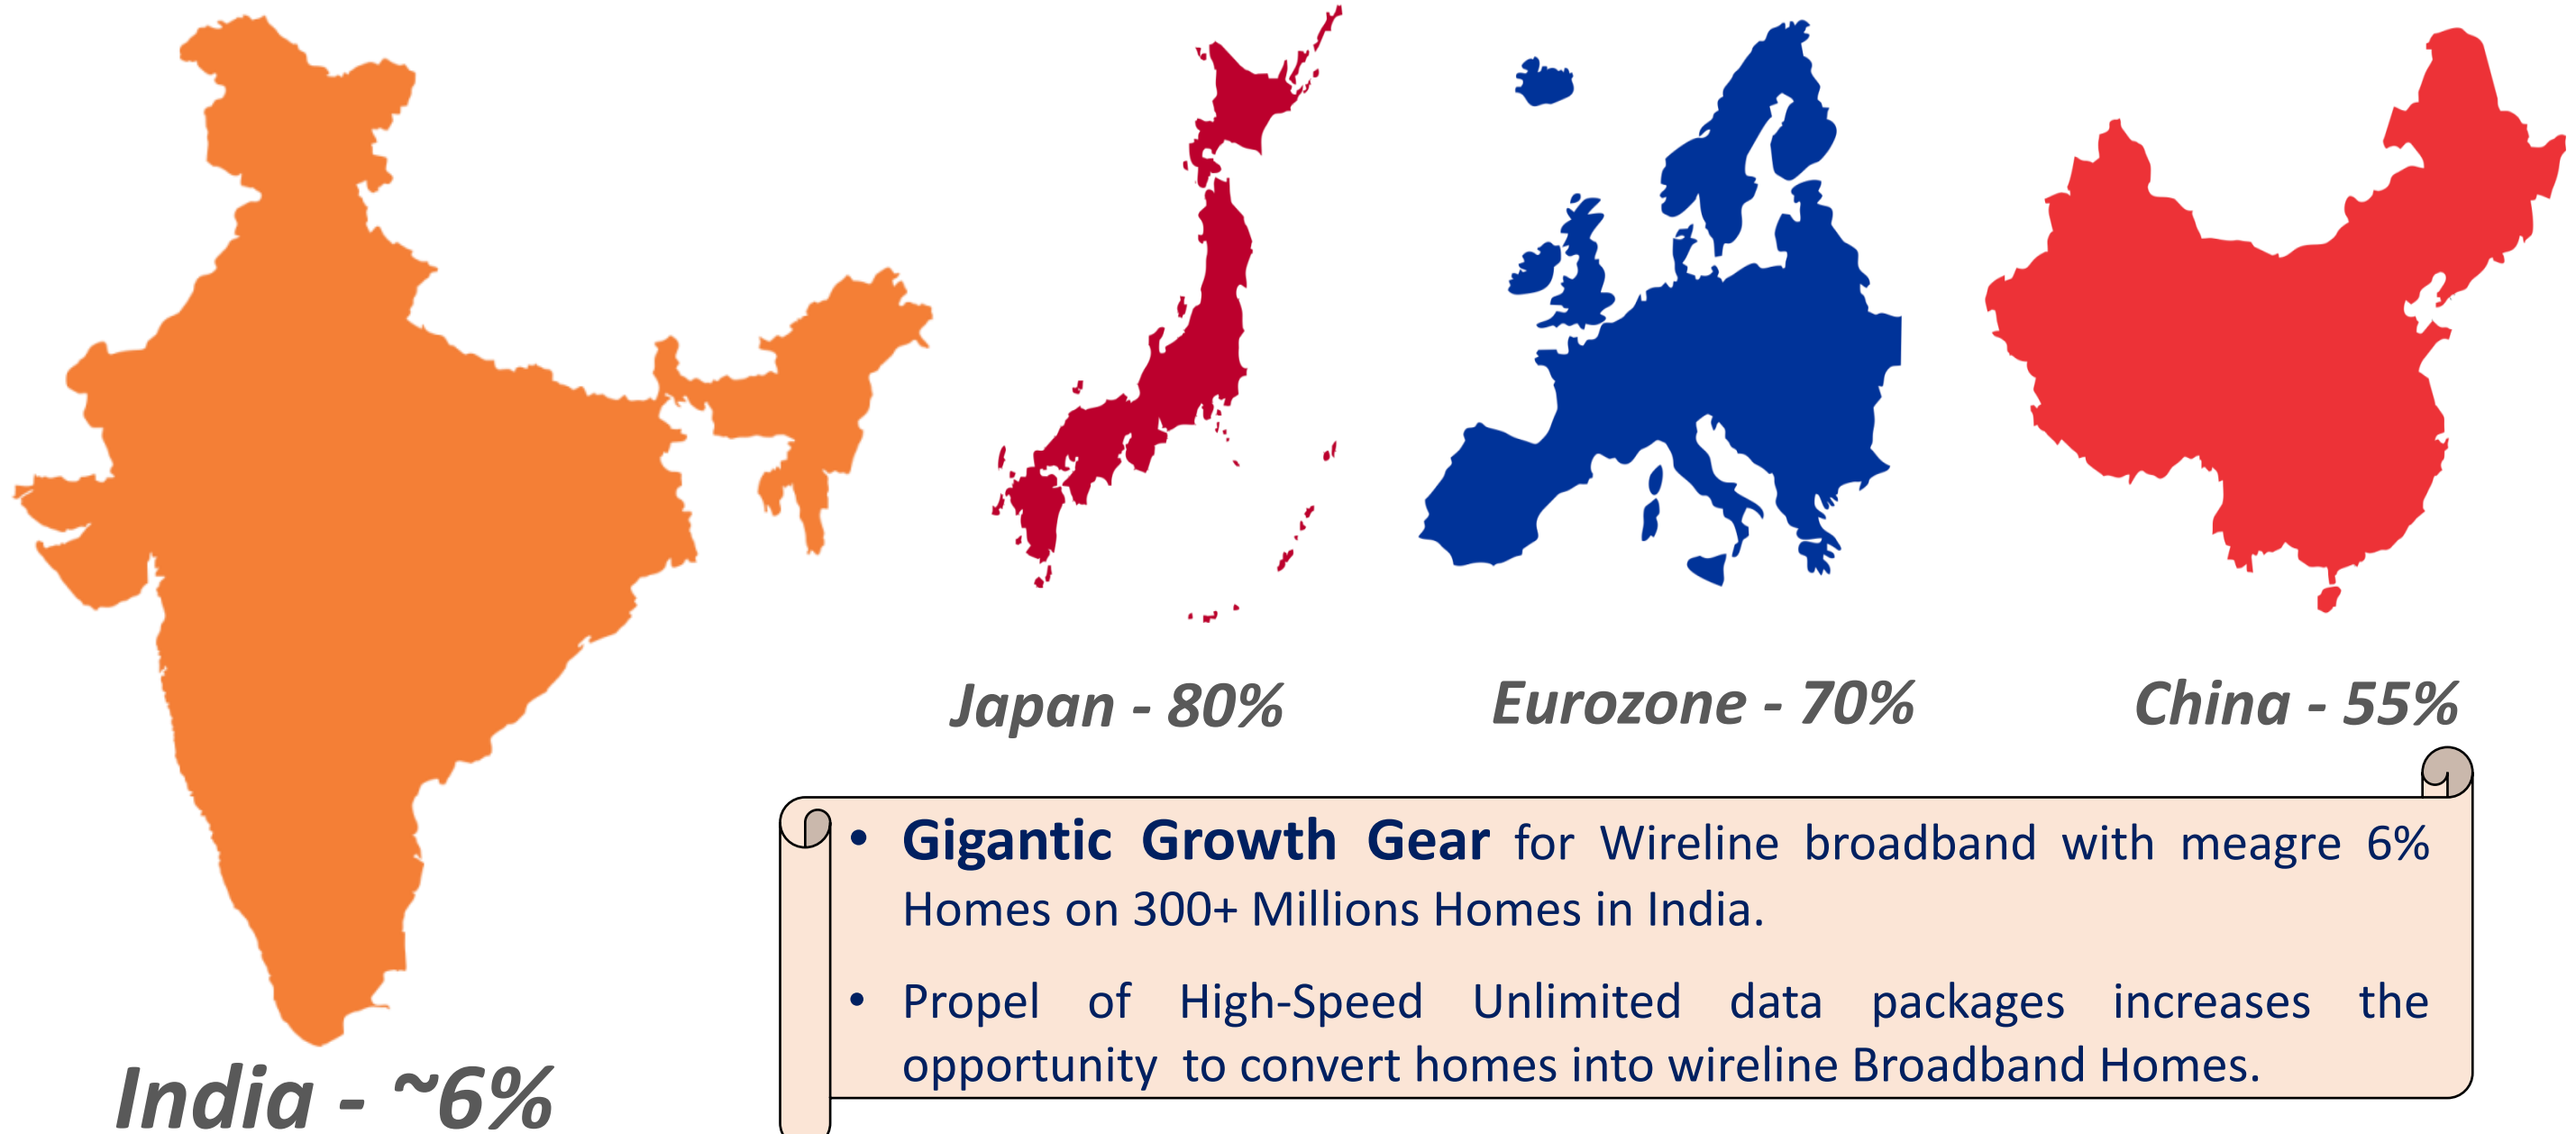 Japan - 80%
Eurozone - 70%
China - 55%
• Gigantic Growth Gear for Wireline broadband with meagre 6%
Homes on 300+ Millions Homes in India.
• Propel of High-Speed Unlimited data packages increases the
opportunity to convert homes into wireline Broadband Homes.
India - ~6%